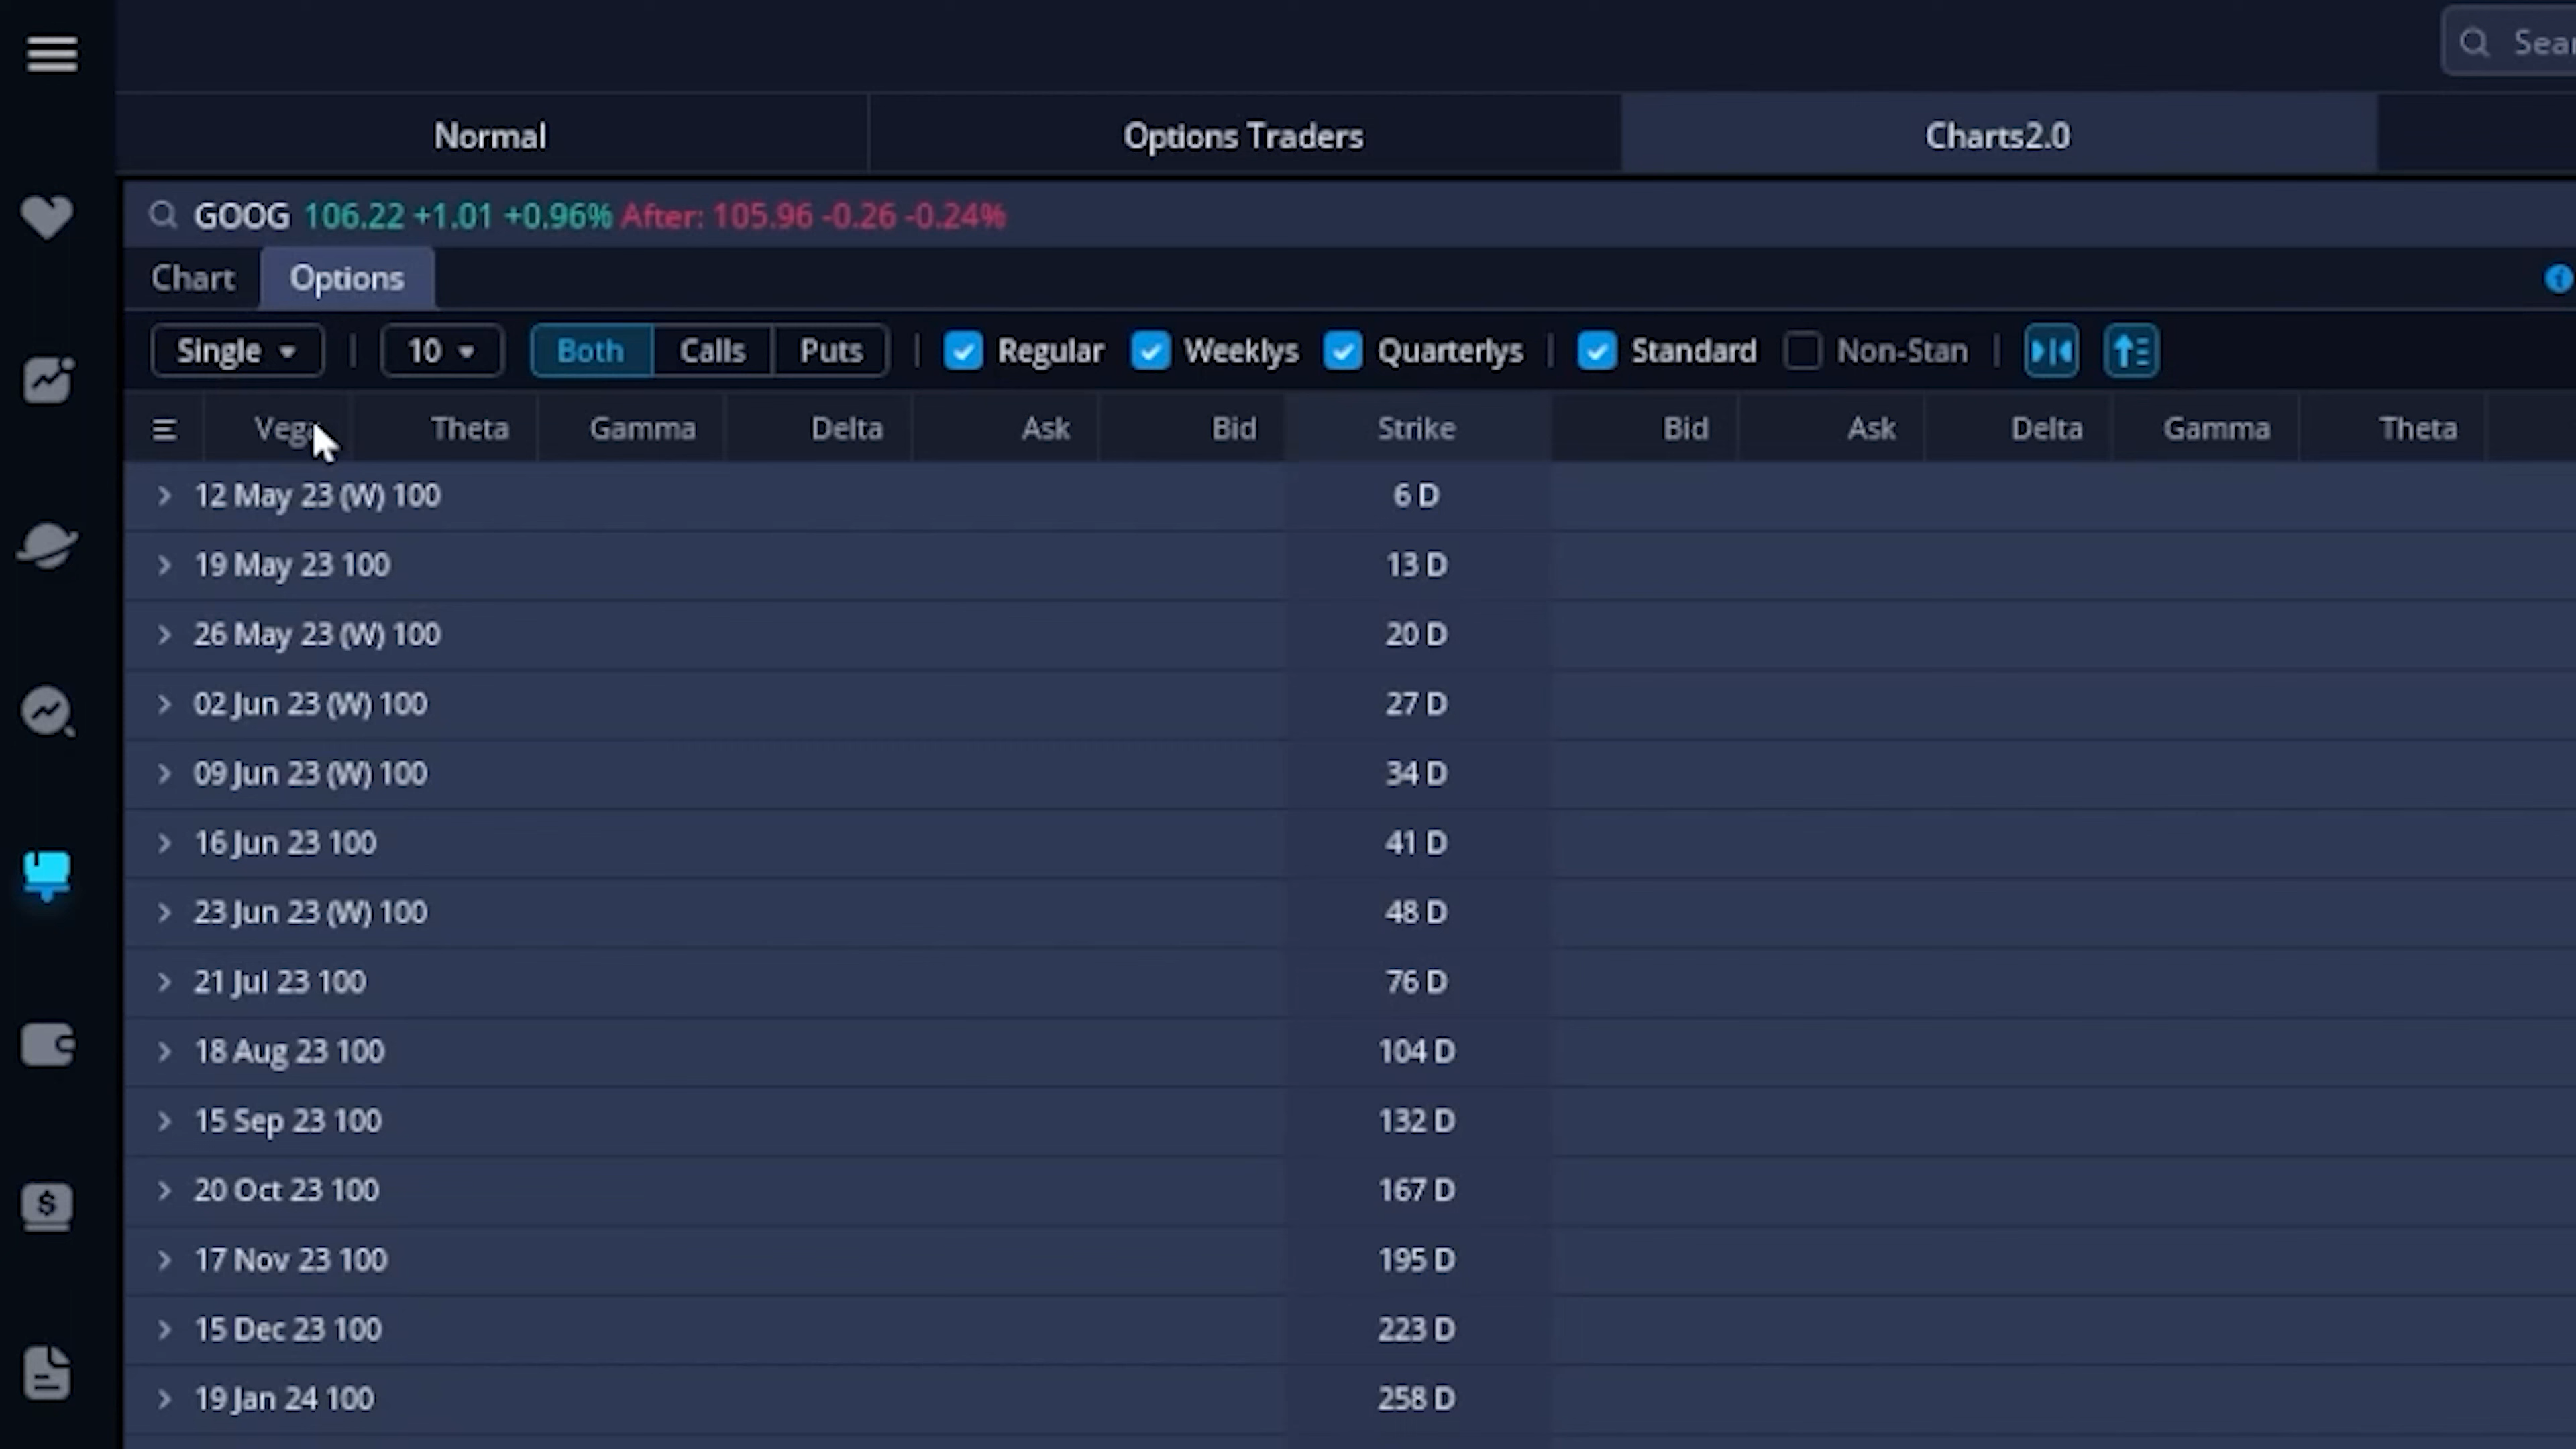 Normal Options Traders Charts2.0
GOOG 106.22 +1.01 +0.96% After: 105.96 -0.26 -0.24%
Chart Options
Single 10 Both Calls Puts Regular Weeklys Quarterlys Standard Non-Stan
Vega Theta Gamma Delta Ask Bid Strike Bid Ask Delta Gamma Theta
12 May 23 (W) 100 6 D
19 May 23 100 13 D
26 May 23 (W) 100 20 D
02 Jun 23 (W) 100 27 D
09 Jun 23 (W) 100 34 D
16 Jun 23 100 41 D
23 Jun 23 (W) 100 48 D
21 Jul 23 100 76 D
18 Aug 23 100 104 D
15 Sep 23 100 132 D
20 Oct 23 100 167 D
17 Nov 23 100 195 D
15 Dec 23 100 223 D
19 Jan 24 100 258 D